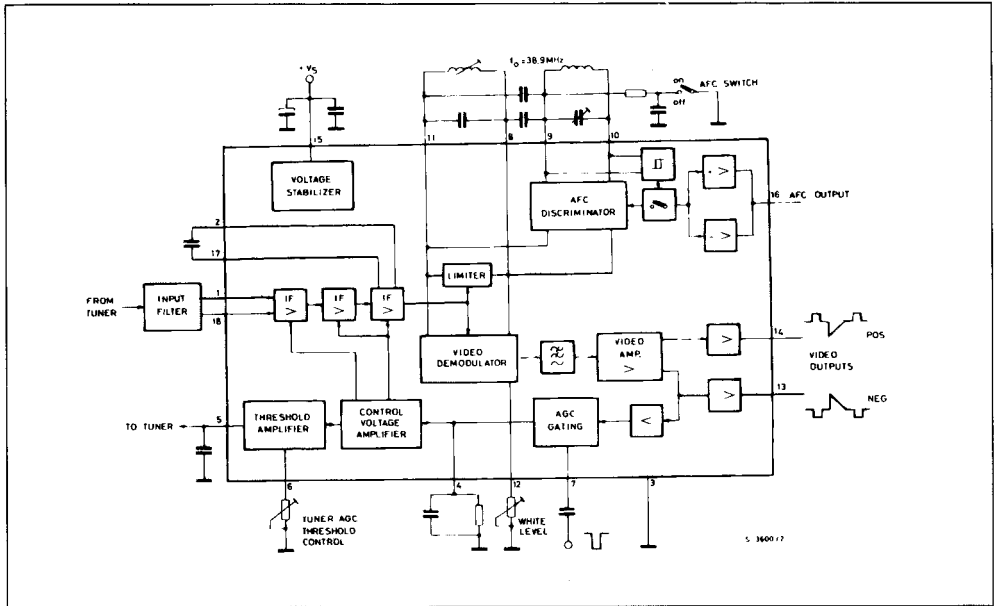 f₀ = 38.9MHz
+ VS
on
AFC SWITCH
off
11
8
9
10
15
VOLTAGE
STABILIZER
AFC
DISCRIMINATOR
16
AFC OUTPUT
2
17
LIMITER
FROM
TUNER
INPUT
FILTER
1
18
IF
IF
IF
VIDEO
DEMODULATOR
VIDEO
AMP.
14
POS
VIDEO
OUTPUTS
13
NEG
TO TUNER
5
THRESHOLD
AMPLIFIER
CONTROL
VOLTAGE
AMPLIFIER
AGC
GATING
6
4
12
7
3
TUNER AGC
THRESHOLD
CONTROL
WHITE
LEVEL